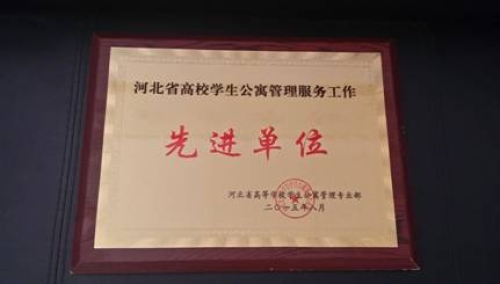 河北省高校学生公寓管理服务工作
先进单位
河北省高等学校学生公寓管理专业部
二〇一五年八月